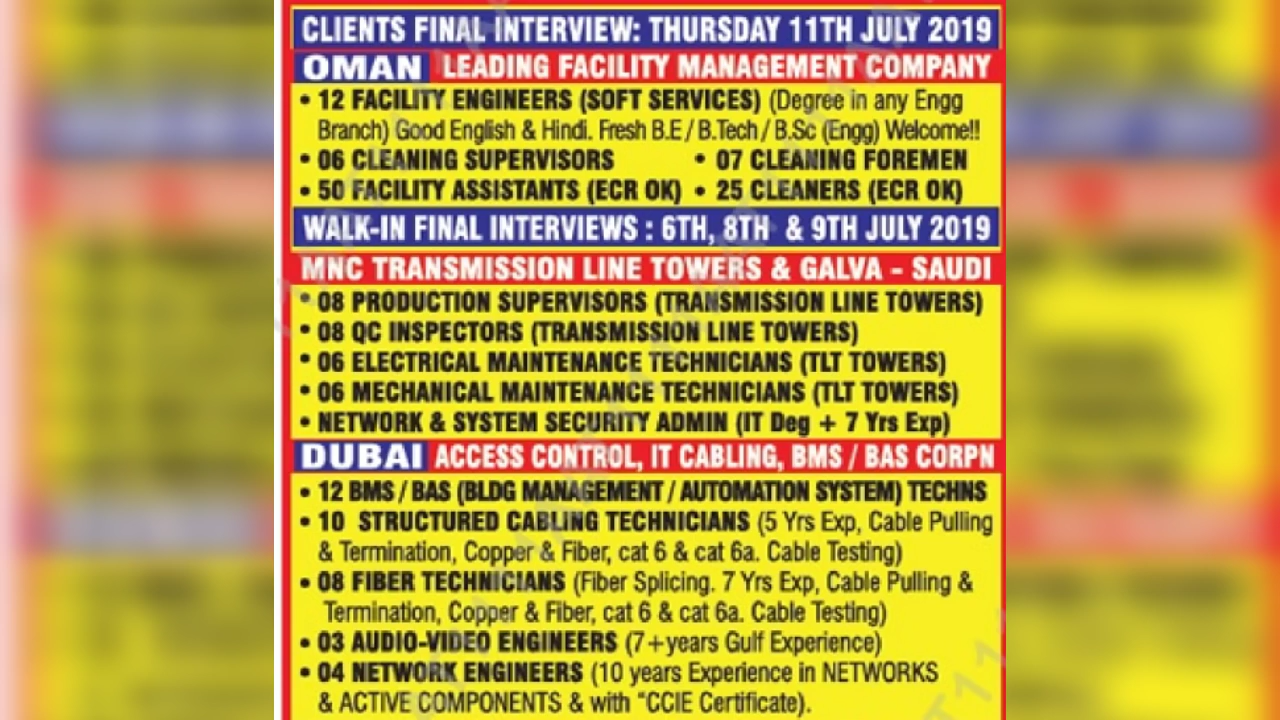 CLIENTS FINAL INTERVIEW: THURSDAY 11TH JULY 2019
OMAN LEADING FACILITY MANAGEMENT COMPANY
• 12 FACILITY ENGINEERS (SOFT SERVICES) (Degree in any Engg
Branch) Good English & Hindi. Fresh B.E / B.Tech / B.Sc (Engg) Welcome!!
• 06 CLEANING SUPERVISORS • 07 CLEANING FOREMEN
• 50 FACILITY ASSISTANTS (ECR OK) • 25 CLEANERS (ECR OK)
WALK-IN FINAL INTERVIEWS : 6TH, 8TH & 9TH JULY 2019
MNC TRANSMISSION LINE TOWERS & GALVA - SAUDI
• 08 PRODUCTION SUPERVISORS (TRANSMISSION LINE TOWERS)
• 08 QC INSPECTORS (TRANSMISSION LINE TOWERS)
• 06 ELECTRICAL MAINTENANCE TECHNICIANS (TLT TOWERS)
• 06 MECHANICAL MAINTENANCE TECHNICIANS (TLT TOWERS)
• NETWORK & SYSTEM SECURITY ADMIN (IT Deg + 7 Yrs Exp)
DUBAI ACCESS CONTROL, IT CABLING, BMS / BAS CORPN
• 12 BMS / BAS (BLDG MANAGEMENT / AUTOMATION SYSTEM) TECHNS
• 10 STRUCTURED CABLING TECHNICIANS (5 Yrs Exp, Cable Pulling
& Termination, Copper & Fiber, cat 6 & cat 6a. Cable Testing)
• 08 FIBER TECHNICIANS (Fiber Splicing. 7 Yrs Exp, Cable Pulling &
Termination, Copper & Fiber, cat 6 & cat 6a. Cable Testing)
• 03 AUDIO-VIDEO ENGINEERS (7+years Gulf Experience)
• 04 NETWORK ENGINEERS (10 years Experience in NETWORKS
& ACTIVE COMPONENTS & with “CCIE Certificate).